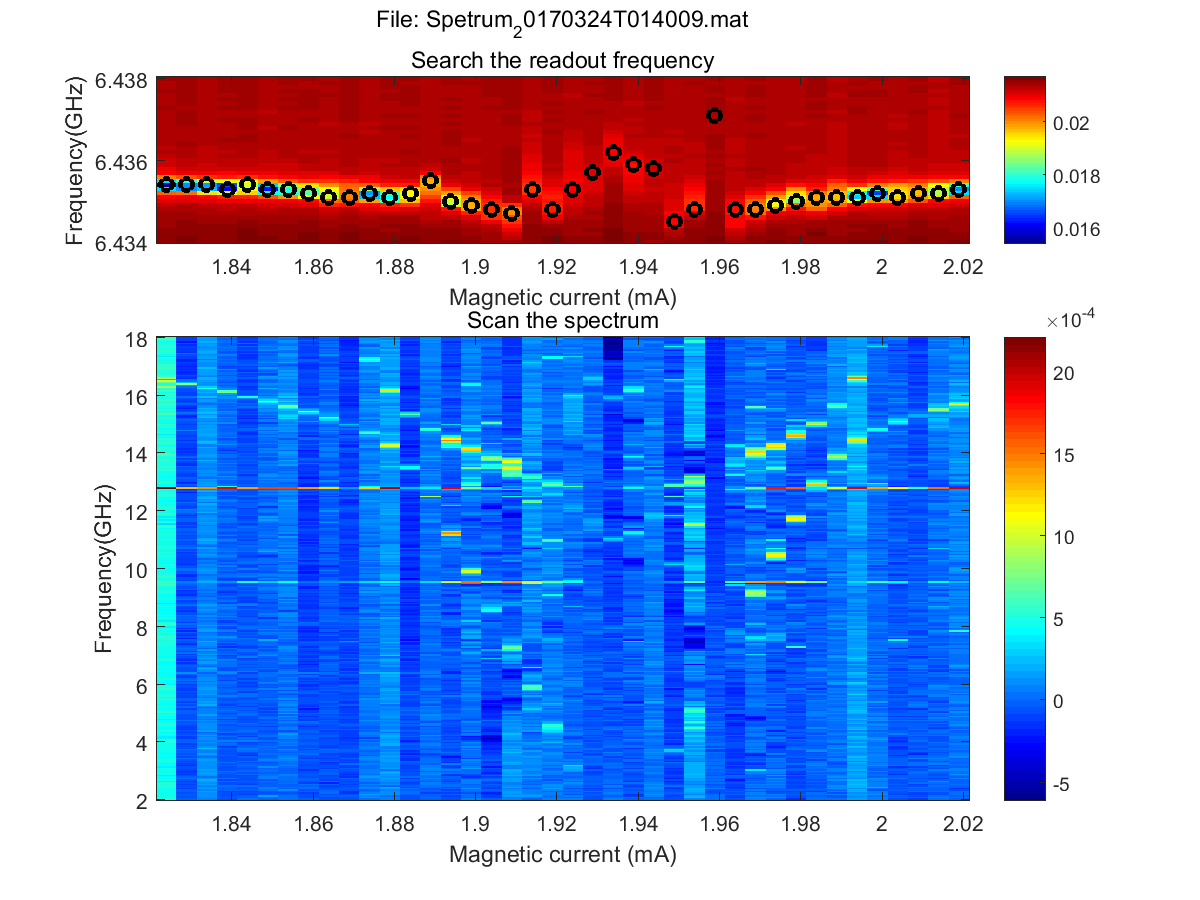 File: Spetrum20170324T014009.mat
Search the readout frequency
Frequency(GHz)
6.438
6.436
6.434
0.02
0.018
0.016
1.84 1.86 1.88 1.9 1.92 1.94 1.96 1.98 2 2.02
Magnetic current (mA)
Scan the spectrum
×10-4
Frequency(GHz)
18
16
14
12
10
8
6
4
2
20
15
10
5
0
-5
1.84 1.86 1.88 1.9 1.92 1.94 1.96 1.98 2 2.02
Magnetic current (mA)